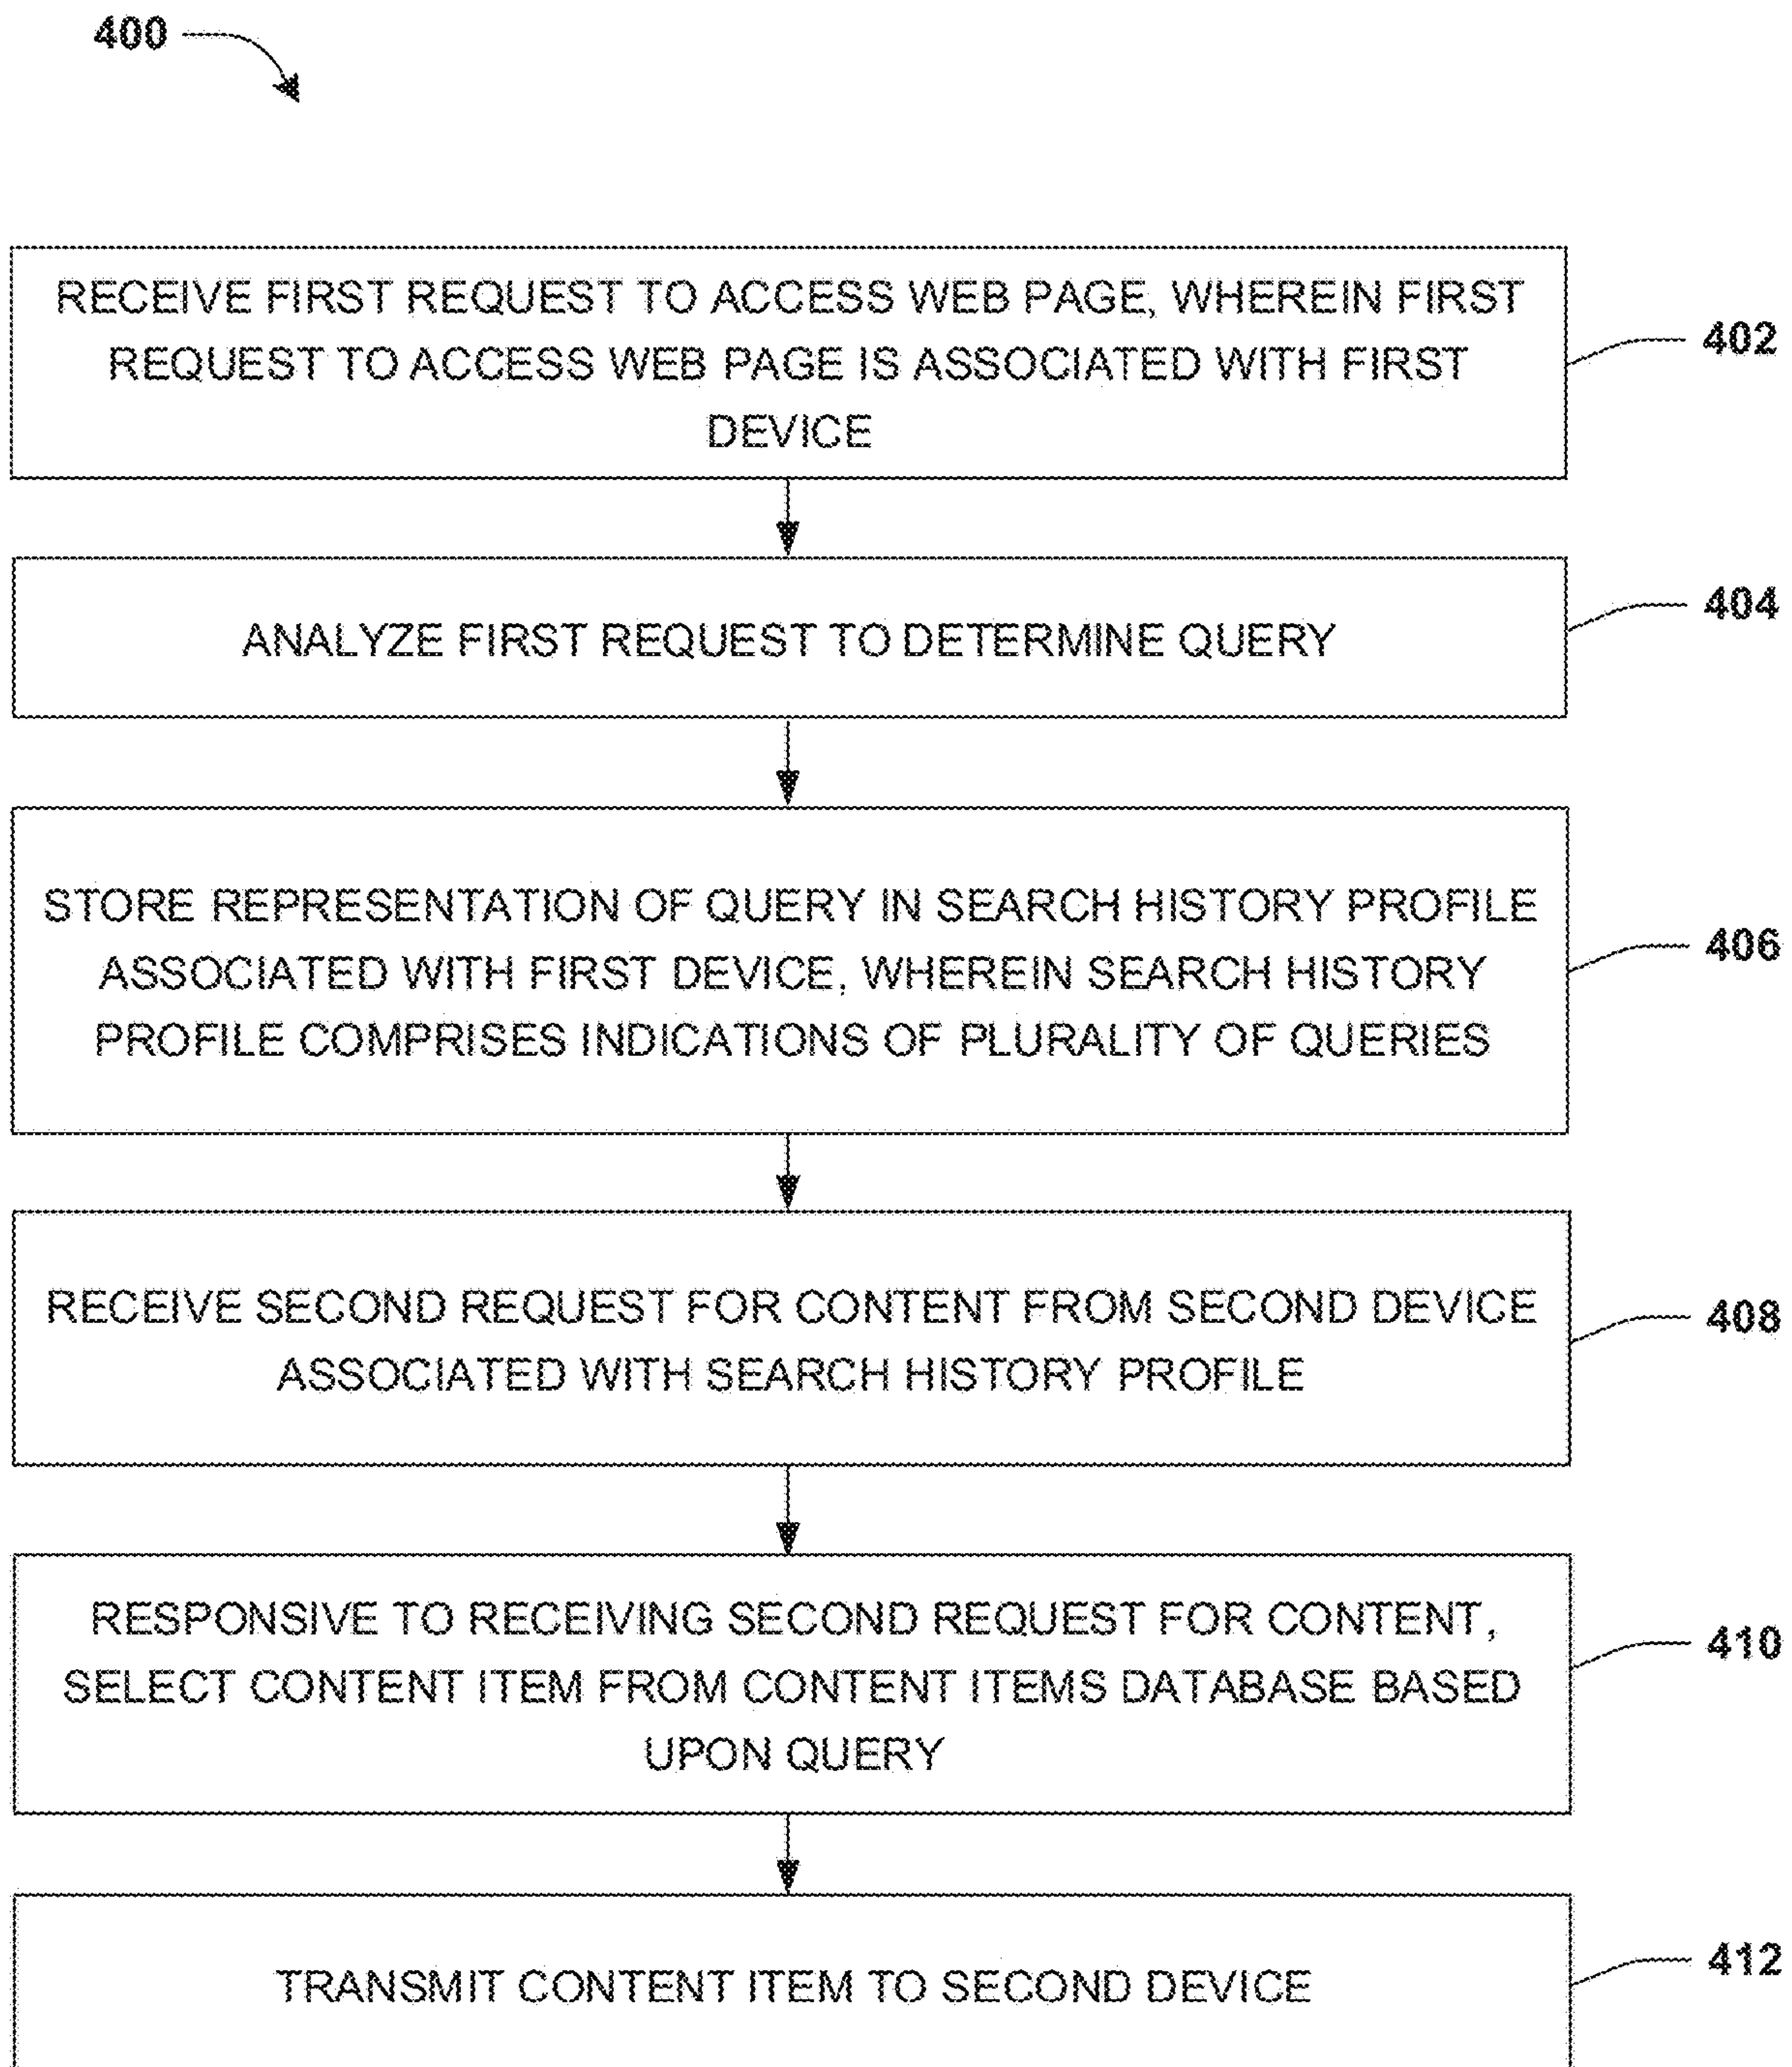 400
RECEIVE FIRST REQUEST TO ACCESS WEB PAGE, WHEREIN FIRST
REQUEST TO ACCESS WEB PAGE IS ASSOCIATED WITH FIRST
DEVICE
402
ANALYZE FIRST REQUEST TO DETERMINE QUERY
404
STORE REPRESENTATION OF QUERY IN SEARCH HISTORY PROFILE
ASSOCIATED WITH FIRST DEVICE, WHEREIN SEARCH HISTORY
PROFILE COMPRISES INDICATIONS OF PLURALITY OF QUERIES
406
RECEIVE SECOND REQUEST FOR CONTENT FROM SECOND DEVICE
ASSOCIATED WITH SEARCH HISTORY PROFILE
408
RESPONSIVE TO RECEIVING SECOND REQUEST FOR CONTENT,
SELECT CONTENT ITEM FROM CONTENT ITEMS DATABASE BASED
UPON QUERY
410
TRANSMIT CONTENT ITEM TO SECOND DEVICE
412